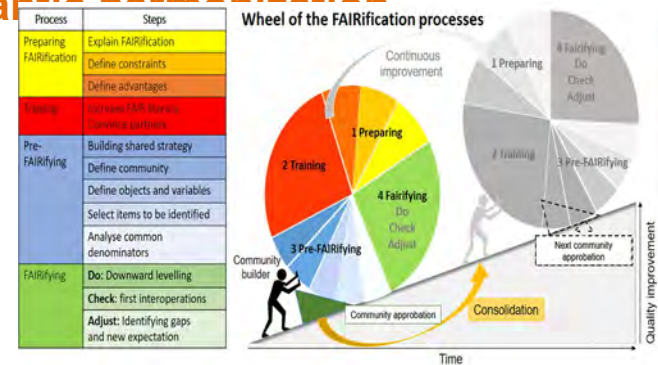 Process Steps
Preparing FAIRification
Explain FAIRification
Define constraints
Define advantages
Training
Increase FAIR literacy
Convince partners
Pre-FAIRifying
Building shared strategy
Define community
Define objects and variables
Select items to be identified
Analyse common denominators
FAIRifying
Do: Downward levelling
Check: first interoperations
Adjust: Identifying gaps and new expectation
Wheel of the FAIRification processes
Continuous improvement
1 Preparing
2 Training
3 Pre-FAIRifying
4 Fairifying
Do
Check
Adjust
1 Preparing
2 Training
3 Pre-FAIRifying
4 Fairifying
Do
Check
Adjust
Community builder
Community approbation
Consolidation
Next community approbation
Time
Quality improvement